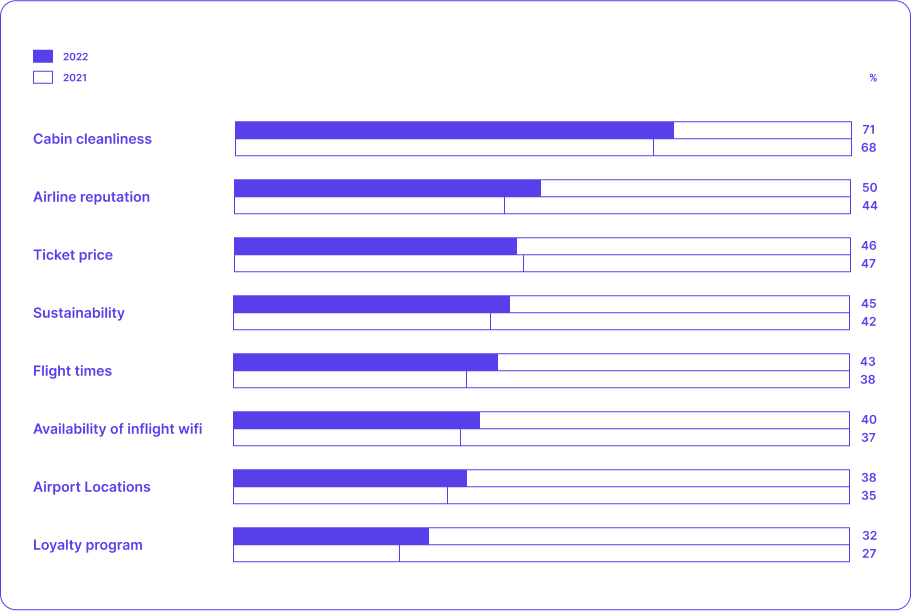 2022
2021
%
Cabin cleanliness
71
68
Airline reputation
50
44
Ticket price
46
47
Sustainability
45
42
Flight times
43
38
Availability of inflight wifi
40
37
Airport Locations
38
35
Loyalty program
32
27